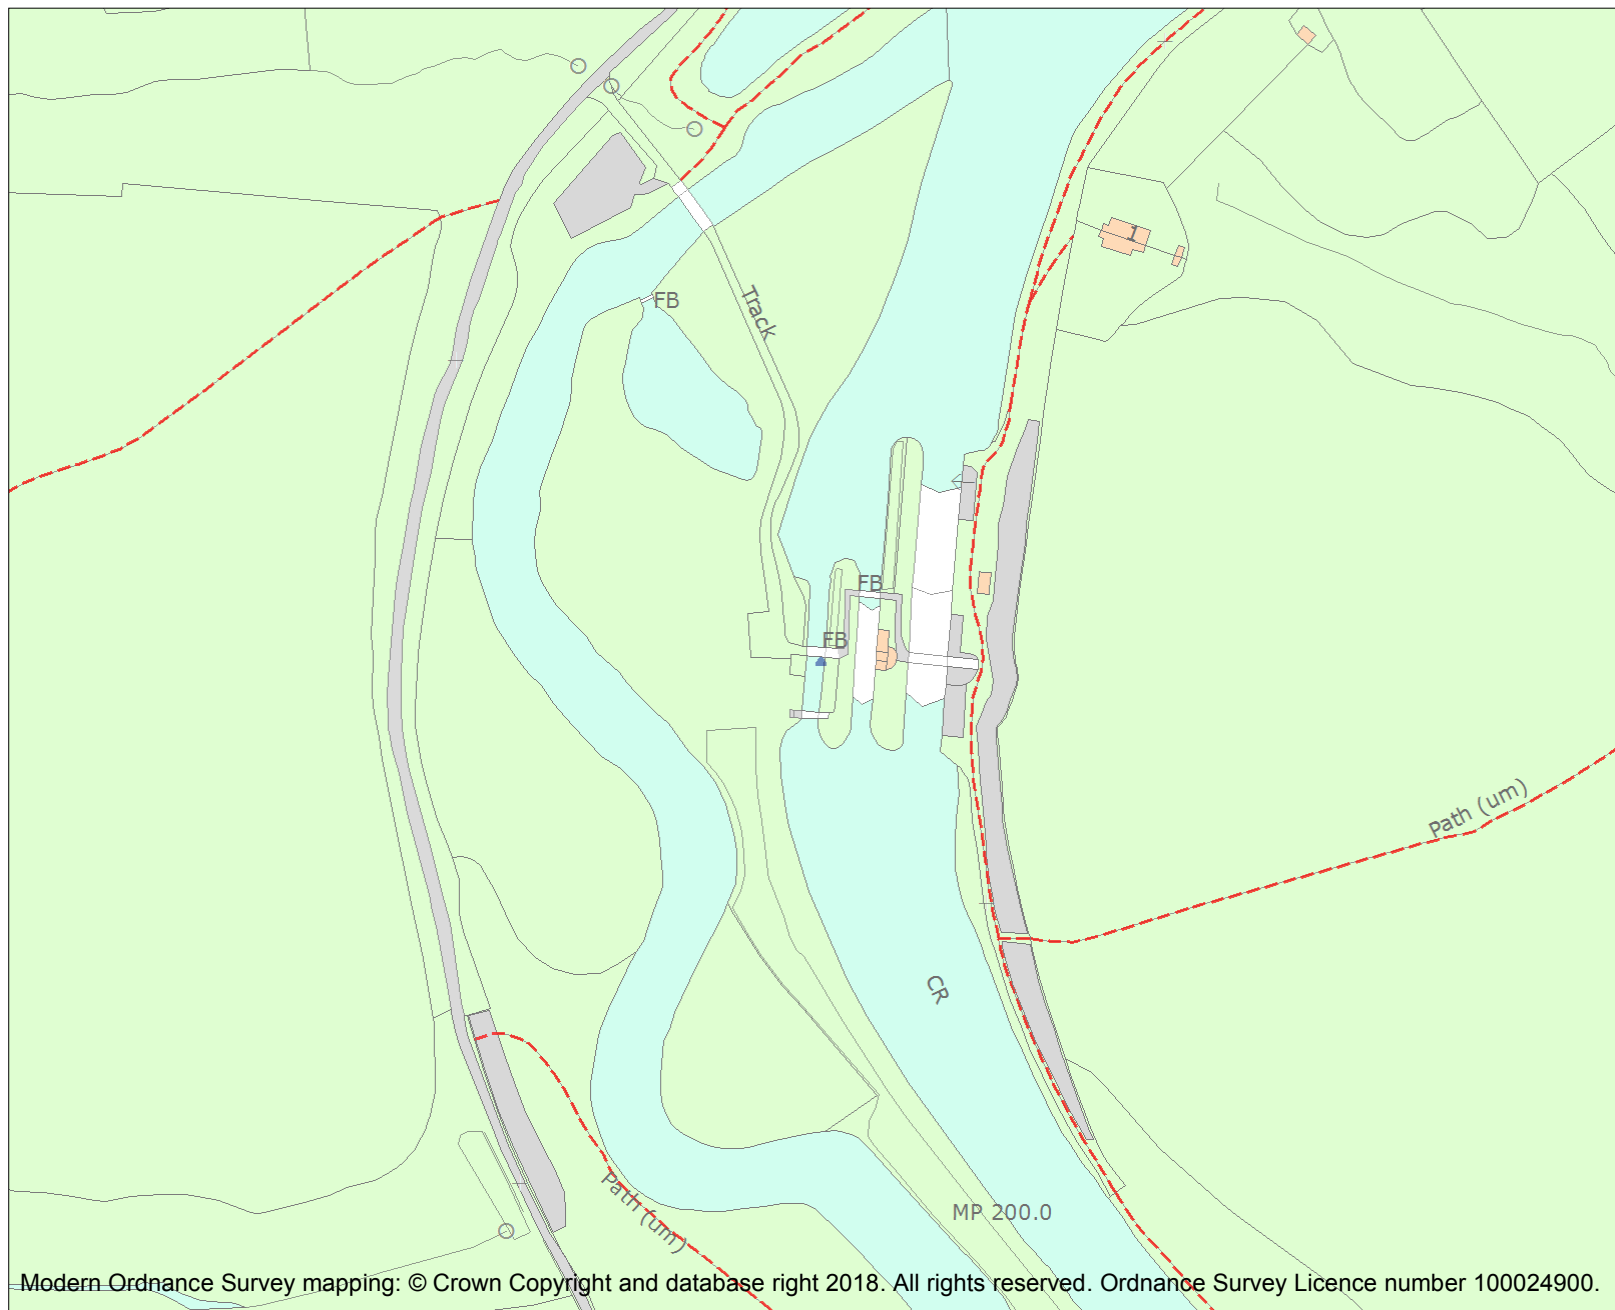 1
FB
Track
FB
FB
Path (um)
CR
Path (um)
MP 200.0
Modern Ordnance Survey mapping: © Crown Copyright and database right 2018. All rights reserved. Ordnance Survey Licence number 100024900.